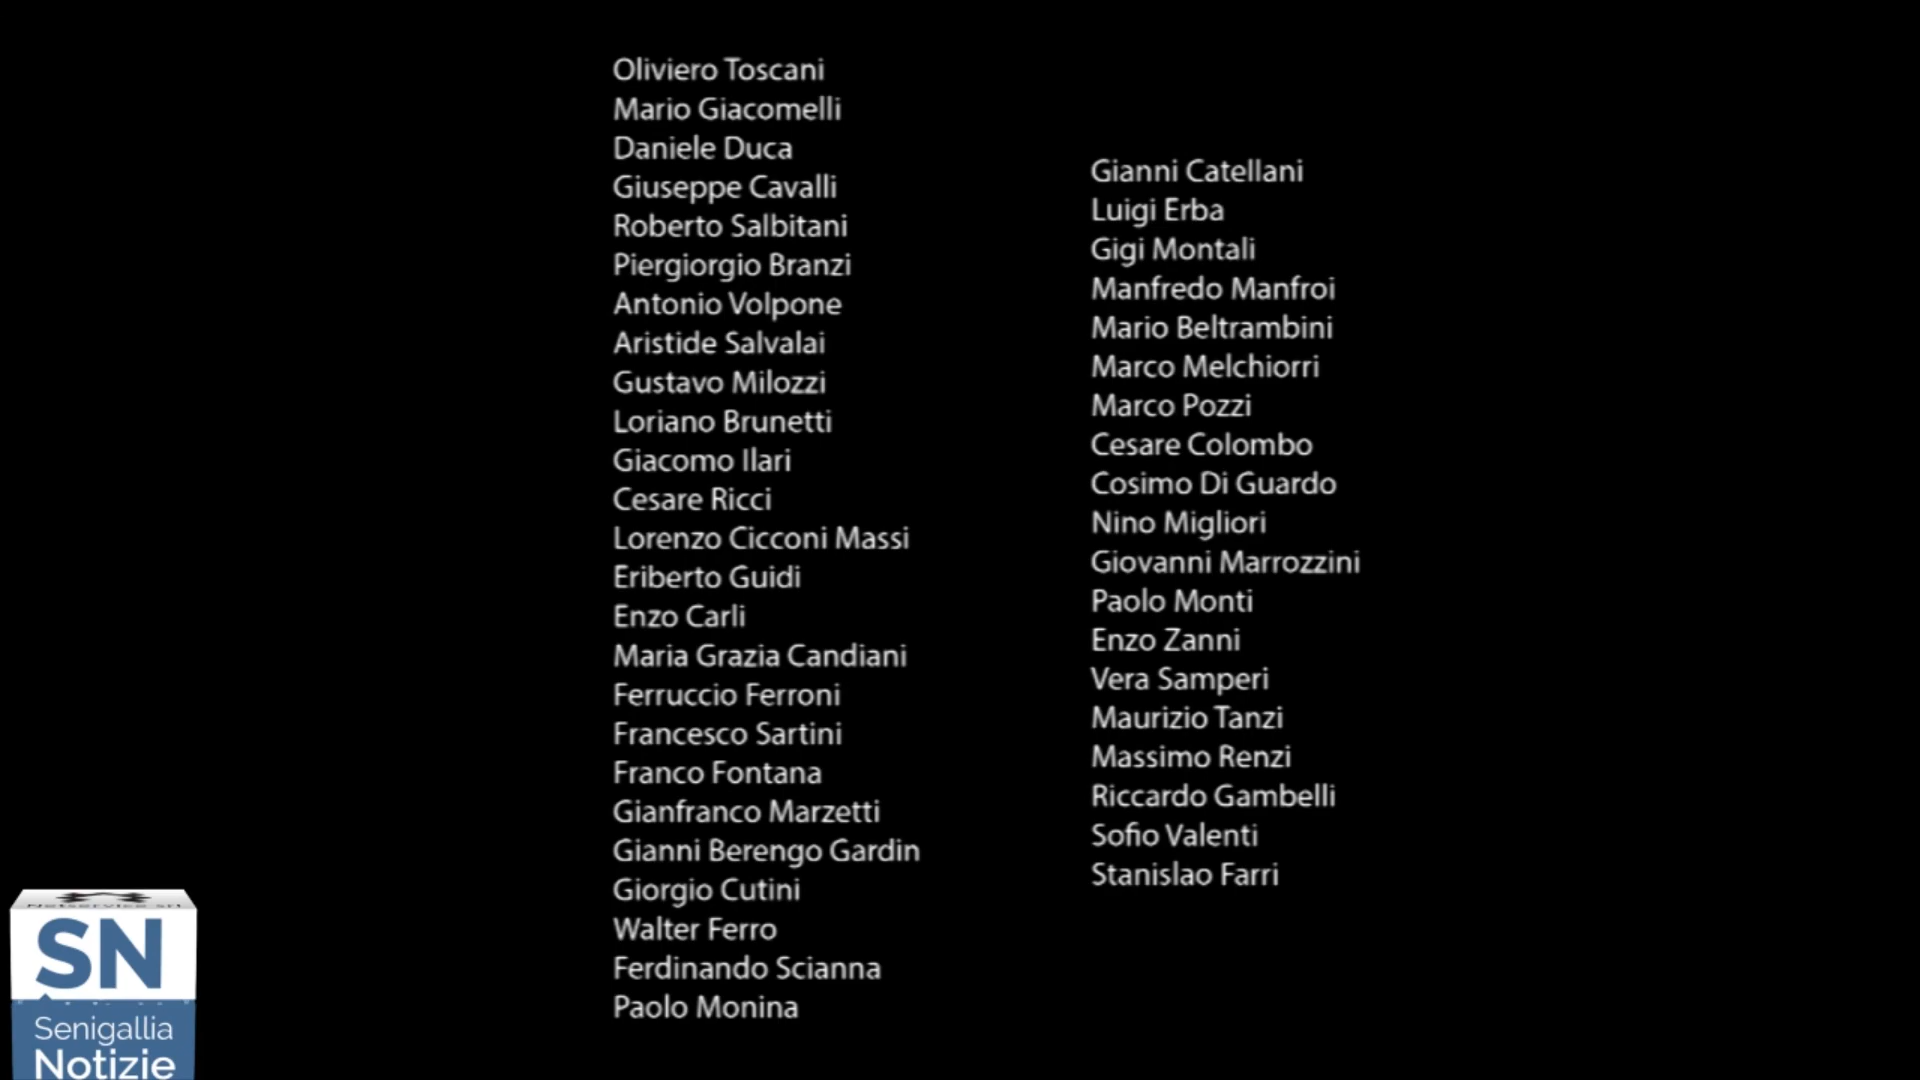 Oliviero Toscani
Mario Giacomelli
Daniele Duca
Giuseppe Cavalli
Roberto Salbitani
Piergiorgio Branzi
Antonio Volpone
Aristide Salvalai
Gustavo Milozzi
Loriano Brunetti
Giacomo Ilari
Cesare Ricci
Lorenzo Cicconi Massi
Eriberto Guidi
Enzo Carli
Maria Grazia Candiani
Ferruccio Ferroni
Francesco Sartini
Franco Fontana
Gianfranco Marzetti
Gianni Berengo Gardin
Giorgio Cutini
Walter Ferro
Ferdinando Scianna
Paolo Monina
Gianni Catellani
Luigi Erba
Gigi Montali
Manfredo Manfroi
Mario Beltrambini
Marco Melchiorri
Marco Pozzi
Cesare Colombo
Cosimo Di Guardo
Nino Migliori
Giovanni Marrozzini
Paolo Monti
Enzo Zanni
Vera Samperi
Maurizio Tanzi
Massimo Renzi
Riccardo Gambelli
Sofio Valenti
Stanislao Farri
Netservice srl
SN
Senigallia
Notizie